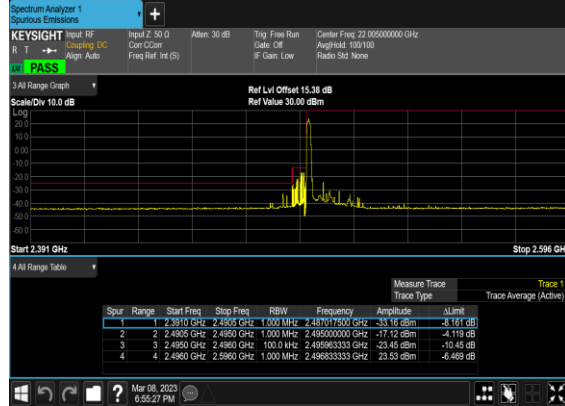 Spectrum Analyzer 1
Spurious Emissions
+
KEYSIGHT Input: RF Input Z: 50 Ω Atten: 30 dB Trig: Free Run Center Freq: 22.005000000 GHz
R T Coupling: DC Corr CCorr Gate: Off Avg|Hold: 100/100
Align: Auto Freq Ref: Int (S) IF Gain: Low Radio Std: None
LW PASS
3 All Range Graph
Ref Lvl Offset 15.38 dB
Scale/Div 10.0 dB Ref Value 30.00 dBm
Log
20.0
10.0
0.00
-10.0
-20.0
-30.0
-40.0
-50.0
-60.0
Start 2.391 GHz Stop 2.596 GH
4 All Range Table
Measure Trace Trace 1
Trace Type Trace Average (Active)
Spur Range Start Freq Stop Freq RBW Frequency Amplitude ΔLimit
1 1 2.3910 GHz 2.4905 GHz 1.000 MHz 2.487017500 GHz -33.16 dBm -8.161 dB
2 2 2.4905 GHz 2.4950 GHz 1.000 MHz 2.495000000 GHz -17.12 dBm -4.119 dB
3 3 2.4950 GHz 2.4960 GHz 100.0 kHz 2.495963333 GHz -23.45 dBm -10.45 dB
4 4 2.4960 GHz 2.5960 GHz 1.000 MHz 2.496833333 GHz 23.53 dBm -6.469 dB
? Mar 08, 2023
6:55:27 PM